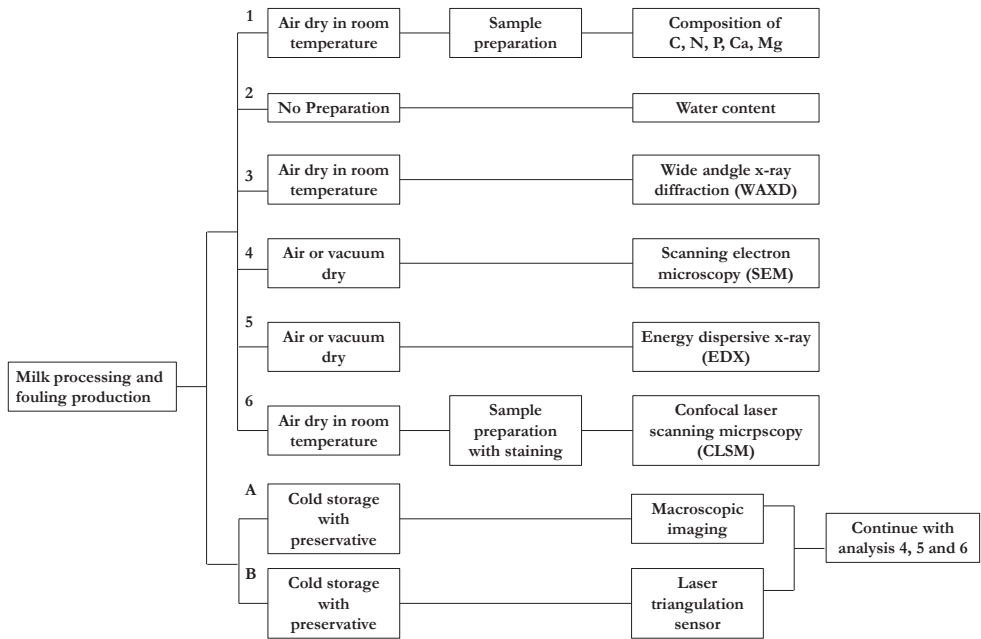 1
Air dry in room
temperature
Sample
preparation
Composition of
C, N, P, Ca, Mg
2
No Preparation
Water content
3
Air dry in room
temperature
Wide andgle x-ray
diffraction (WAXD)
4
Air or vacuum
dry
Scanning electron
microscopy (SEM)
5
Air or vacuum
dry
Energy dispersive x-ray
(EDX)
Milk processing and
fouling production
6
Air dry in room
temperature
Sample
preparation
with staining
Confocal laser
scanning micrpscopy
(CLSM)
A
Cold storage
with
preservative
Macroscopic
imaging
Continue with
analysis 4, 5 and 6
B
Cold storage
with
preservative
Laser
triangulation
sensor